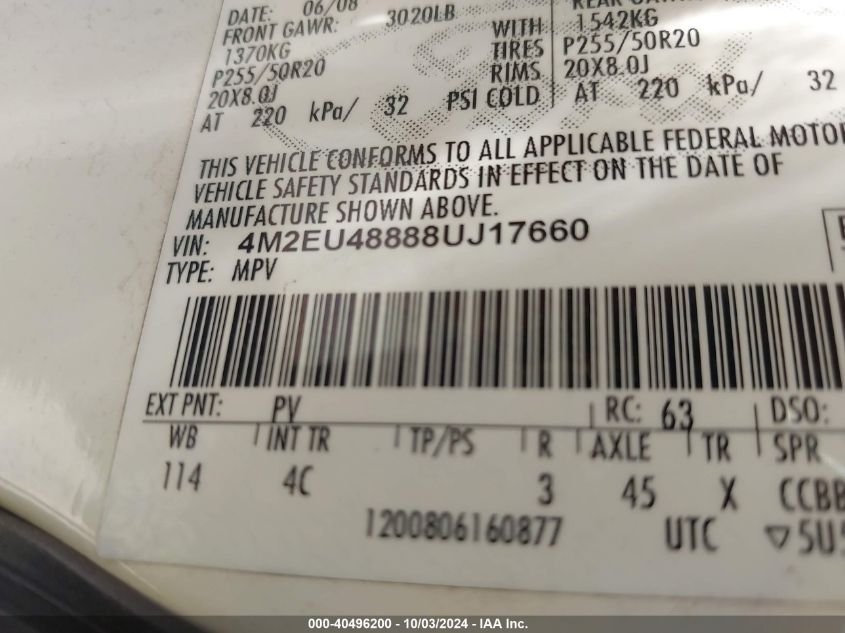 DATE: 06/08
FRONT GAWR: 3020LB
1370KG
P255/50R20
20X8.0J
AT 220 kPa/ 32 PSI COLD
WITH 1542KG
TIRES P255/50R20
RIMS 20X8.0J
AT 220 kPa/ 32
THIS VEHICLE CONFORMS TO ALL APPLICABLE FEDERAL MOTOR
VEHICLE SAFETY STANDARDS IN EFFECT ON THE DATE OF
MANUFACTURE SHOWN ABOVE.
VIN: 4M2EU48888UJ17660
TYPE: MPV
EXT PNT: PV RC: 63 DSO:
WB INT TR TP/PS R AXLE TR SPR
114 4C 3 45 X CCBB
1200806160877 UTC ▽5U5
000-40496200 - 10/03/2024 - IAA Inc.